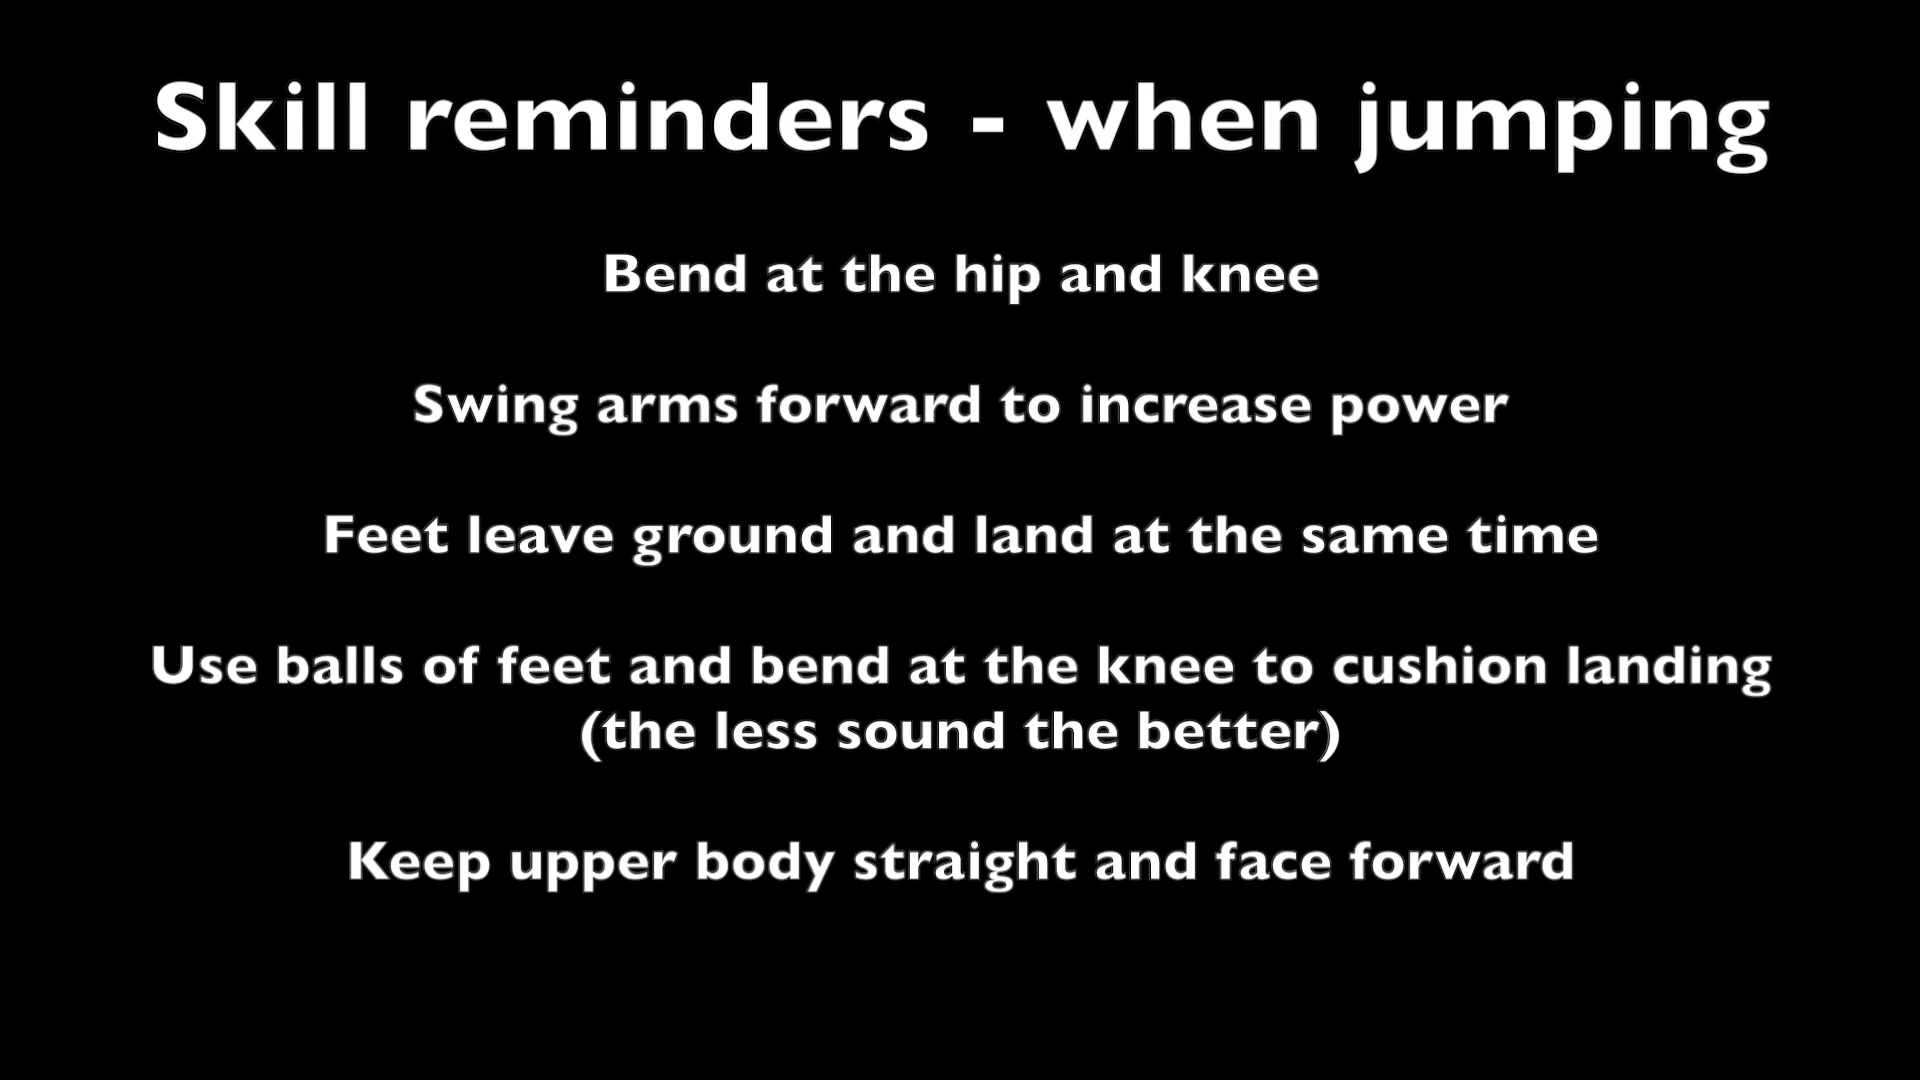 Skill reminders - when jumping
Bend at the hip and knee
Swing arms forward to increase power
Feet leave ground and land at the same time
Use balls of feet and bend at the knee to cushion landing
(the less sound the better)
Keep upper body straight and face forward